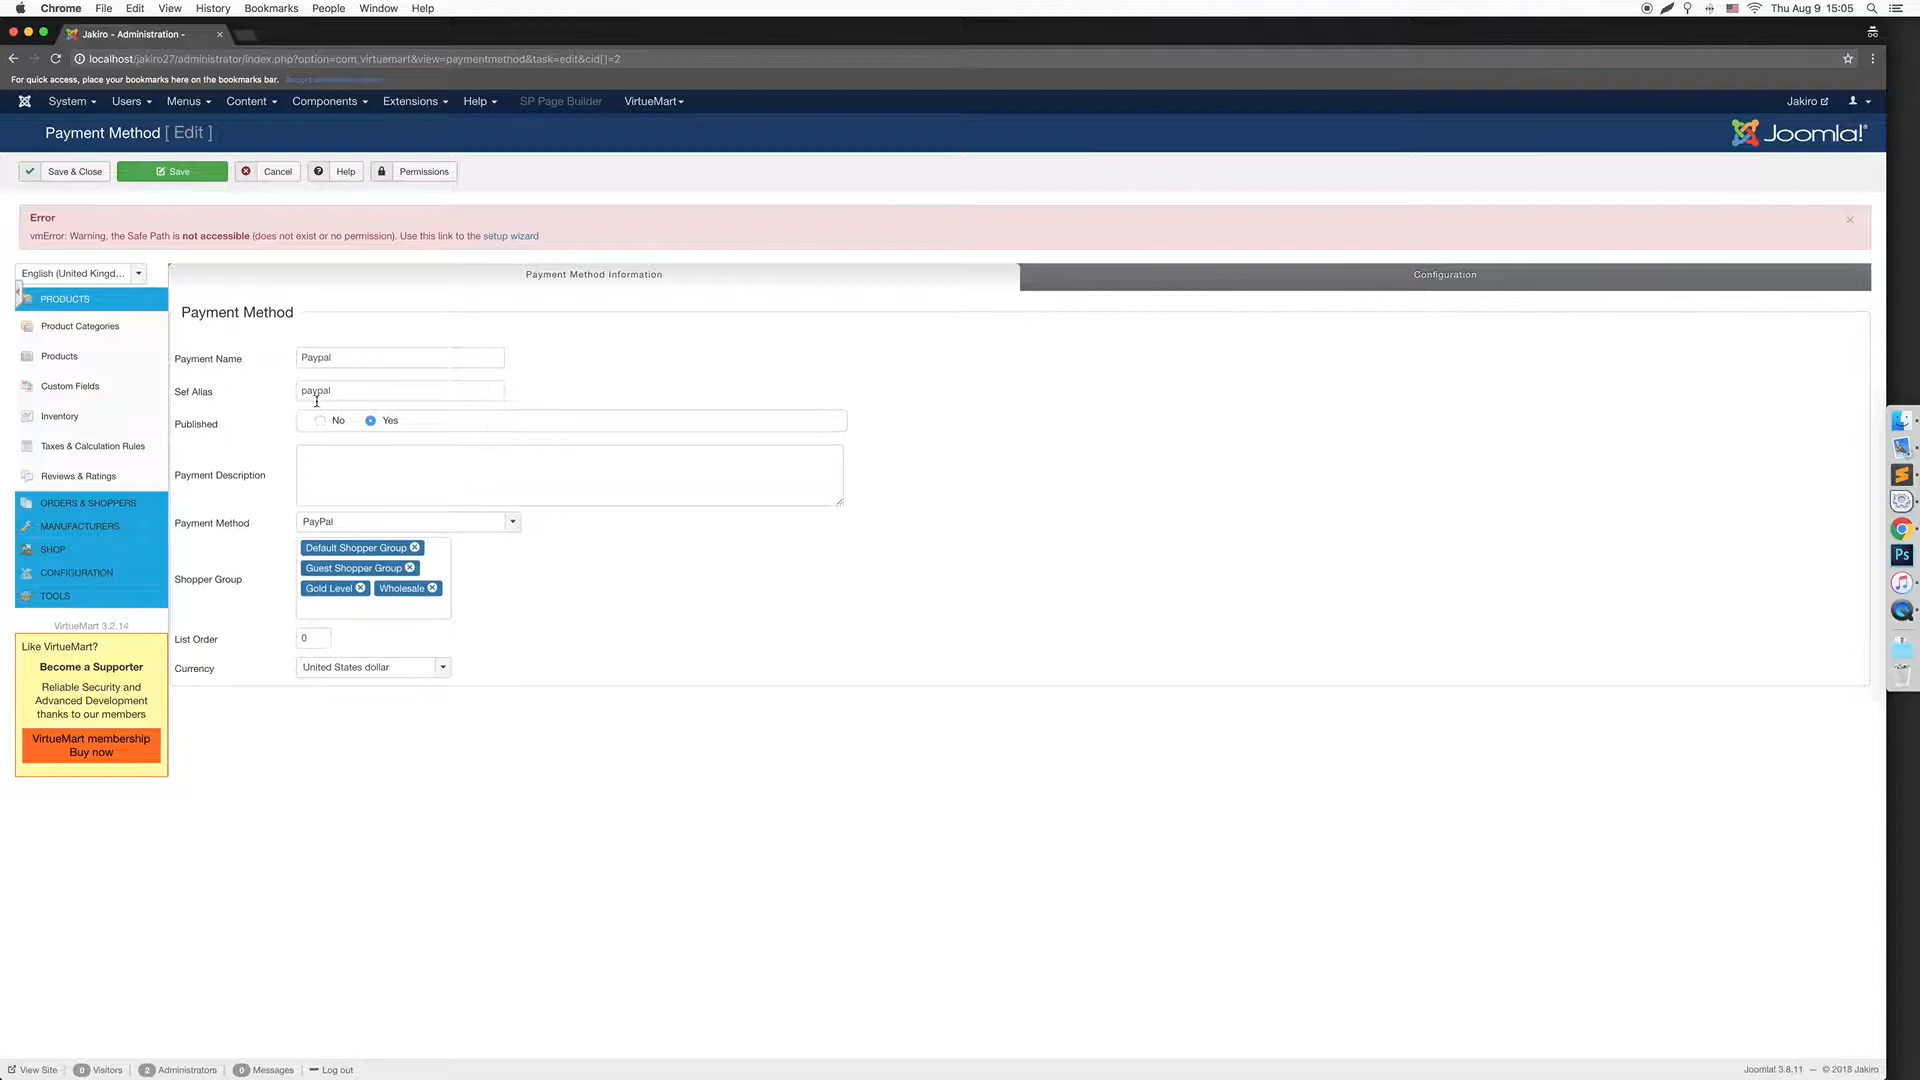 Chrome File Edit View History Bookmarks People Window Help
Thu Aug 9 15:05
Jakiro - Administration -
localhost/jakiro27/administrator/index.php?option=com_virtuemart&view=paymentmethod&task=edit&cid[]=2
For quick access, place your bookmarks here on the bookmarks bar.
System Users Menus Content Components Extensions Help SP Page Builder VirtueMart
Jakiro
Payment Method [ Edit ]
Joomla!®
Save & Close
Save
Cancel
Help
Permissions
Error
vmError: Warning, the Safe Path is not accessible (does not exist or no permission). Use this link to the setup wizard
English (United Kingd...
Payment Method Information
Configuration
PRODUCTS
Product Categories
Products
Custom Fields
Inventory
Taxes & Calculation Rules
Reviews & Ratings
ORDERS & SHOPPERS
MANUFACTURERS
SHOP
CONFIGURATION
TOOLS
VirtueMart 3.2.14
Like VirtueMart?
Become a Supporter
Reliable Security and
Advanced Development
thanks to our members
VirtueMart membership
Buy now
Payment Method
Payment Name Paypal
Sef Alias paypal
Published No Yes
Payment Description
Payment Method PayPal
Shopper Group
Default Shopper Group
Guest Shopper Group
Gold Level Wholesale
List Order 0
Currency United States dollar
Ps
View Site 0 Visitors 2 Administrators 0 Messages Log out
Joomla! 3.8.11 — © 2018 Jakiro